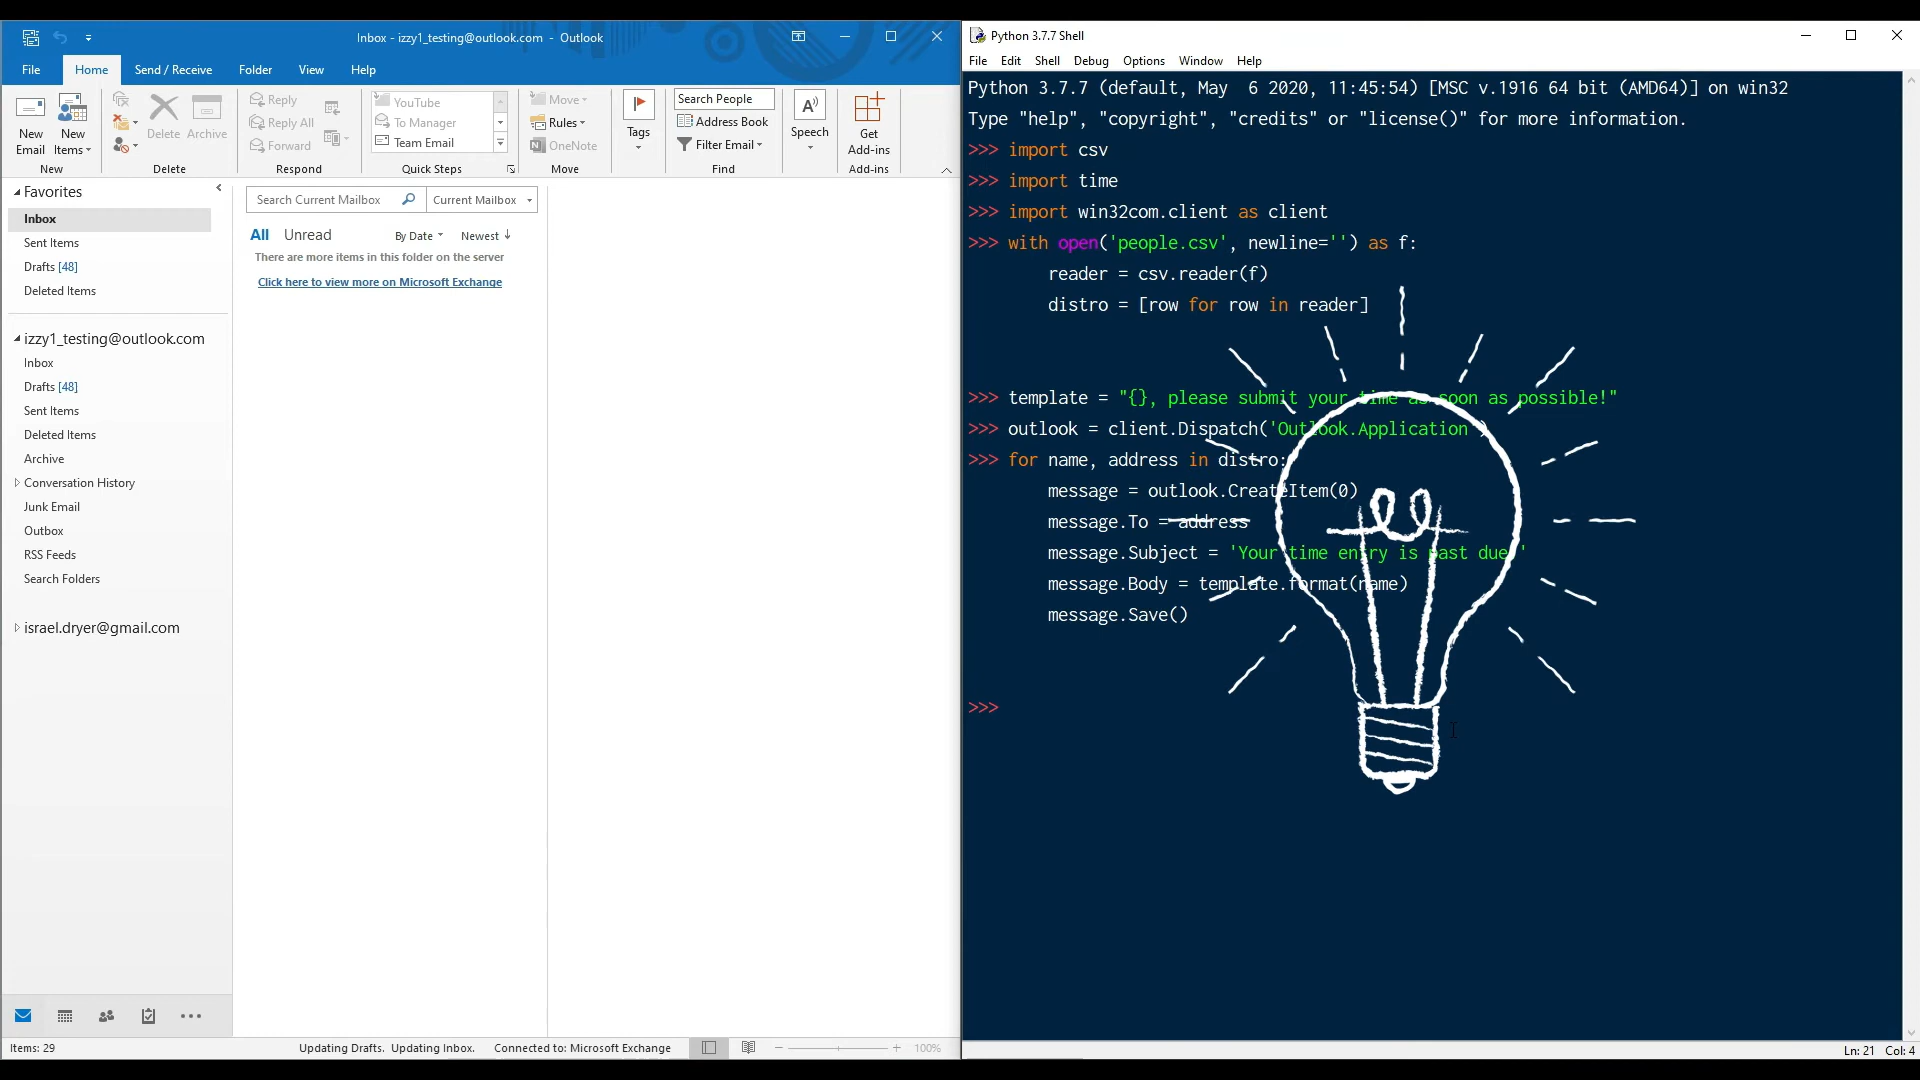 Inbox - izzy1_testing@outlook.com - Outlook
File Home Send / Receive Folder View Help
New Email
New Items
New
Delete
Archive
Delete
Reply
Reply All
Forward
Respond
YouTube
To Manager
Team Email
Quick Steps
Move
Rules
OneNote
Move
Tags
Search People
Address Book
Filter Email
Find
Speech
Get Add-ins
Add-ins
Favorites
Inbox
Sent Items
Drafts [48]
Deleted Items
izzy1_testing@outlook.com
Inbox
Drafts [48]
Sent Items
Deleted Items
Archive
Conversation History
Junk Email
Outbox
RSS Feeds
Search Folders
israel.dryer@gmail.com
Search Current Mailbox Current Mailbox
All Unread By Date Newest ↓
There are more items in this folder on the server
Click here to view more on Microsoft Exchange
Items: 29 Updating Drafts. Updating Inbox. Connected to: Microsoft Exchange 100%
Python 3.7.7 Shell
File Edit Shell Debug Options Window Help
Python 3.7.7 (default, May  6 2020, 11:45:54) [MSC v.1916 64 bit (AMD64)] on win32
Type "help", "copyright", "credits" or "license()" for more information.
>>> import csv
>>> import time
>>> import win32com.client as client
>>> with open('people.csv', newline='') as f:
reader = csv.reader(f)
distro = [row for row in reader]
>>> template = "{}, please submit your time as soon as possible!"
>>> outlook = client.Dispatch('Outlook.Application')
>>> for name, address in distro:
message = outlook.CreateItem(0)
message.To = address
message.Subject = 'Your time entry is past due!'
message.Body = template.format(name)
message.Save()
>>>
Ln: 21 Col: 4